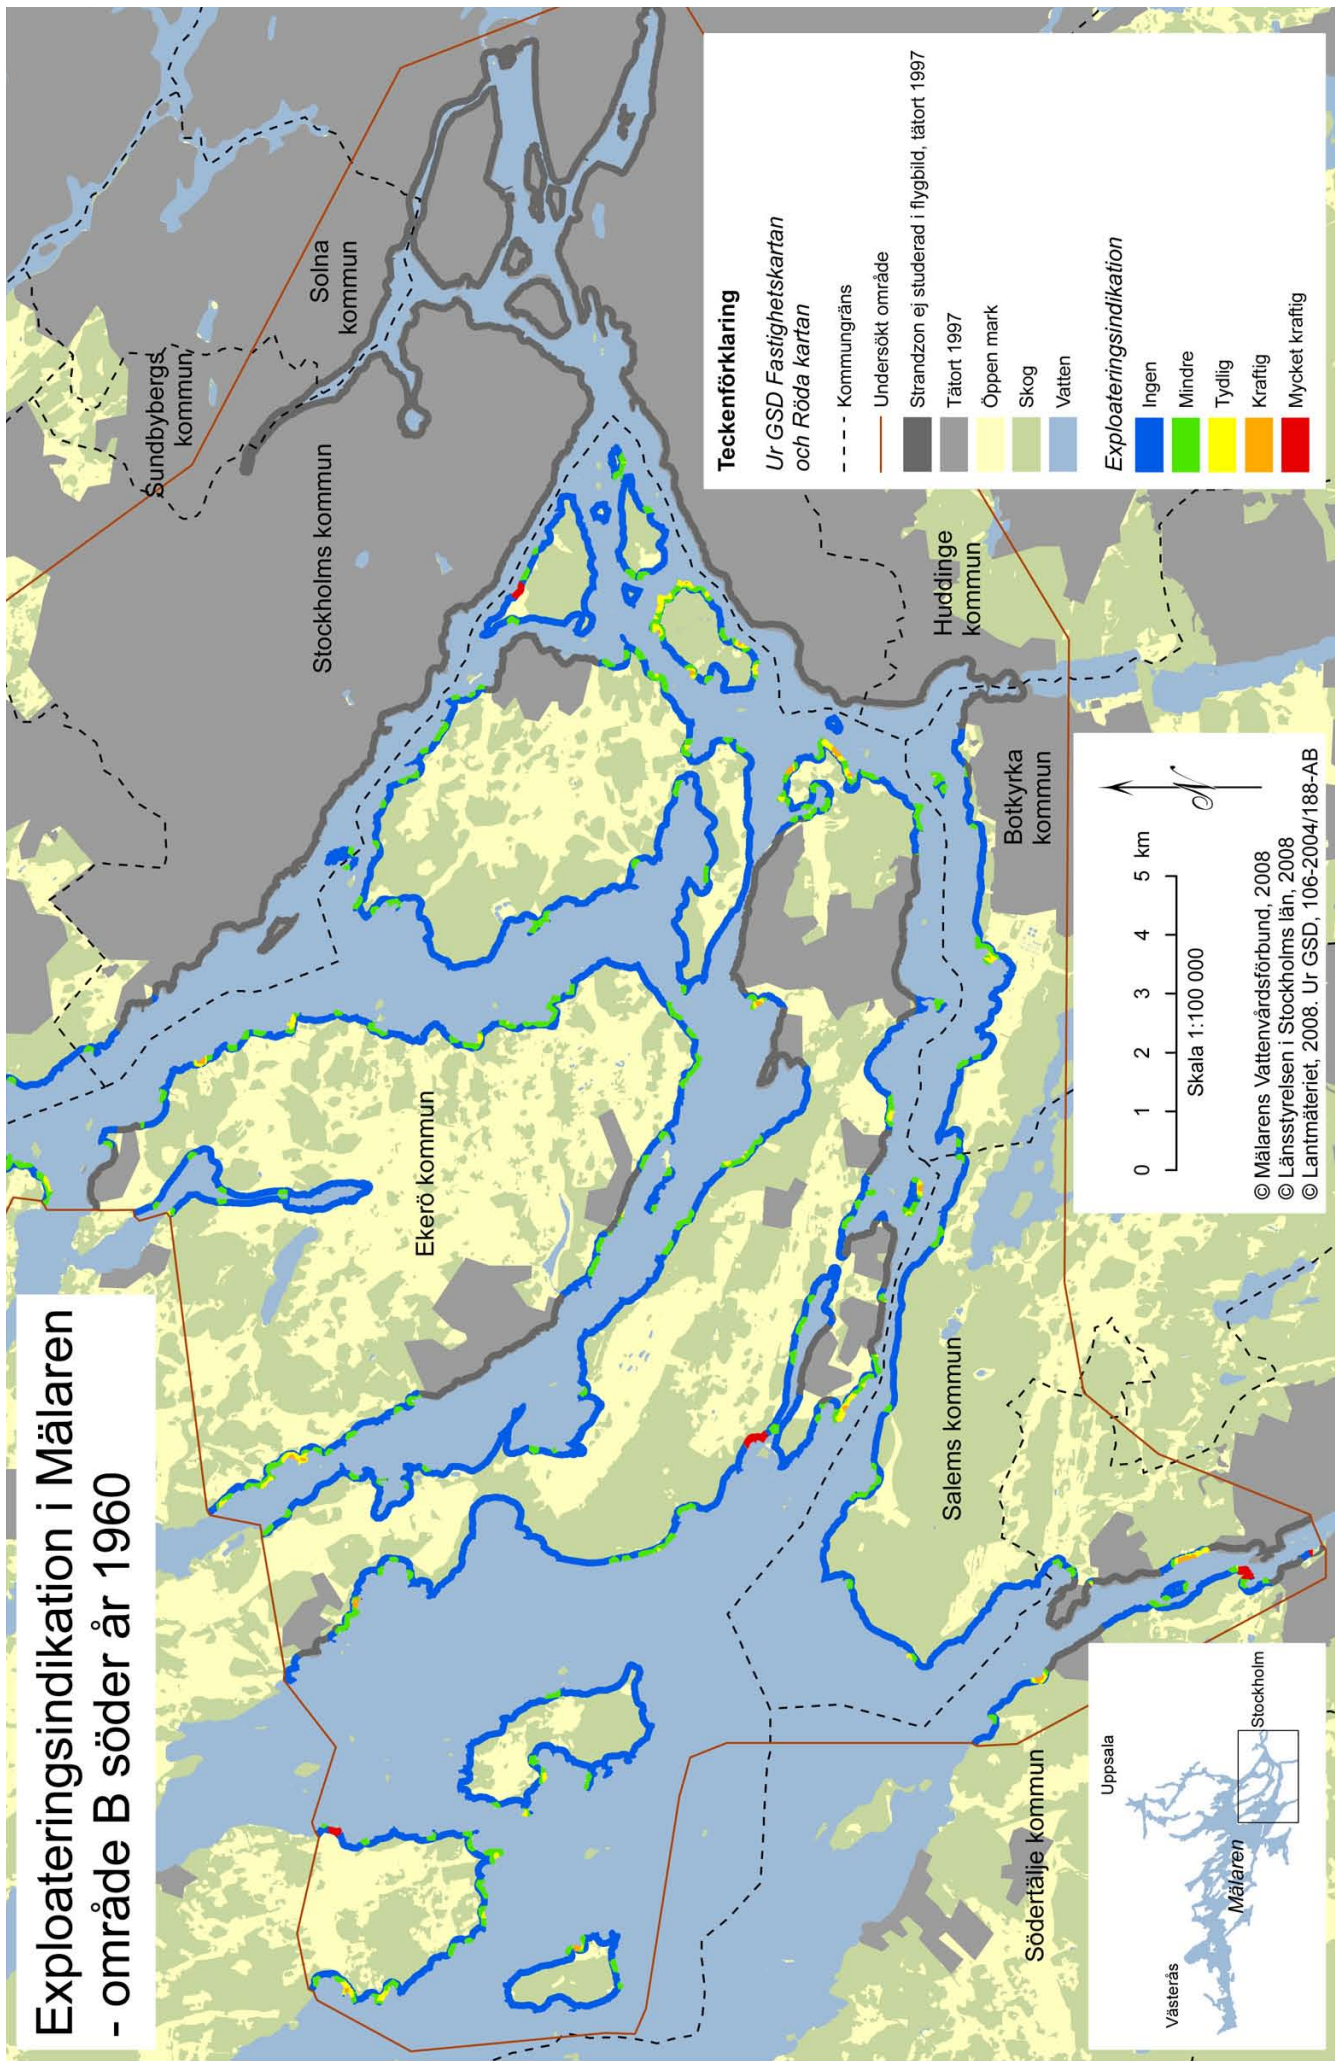 Exploateringsindikation i Mälaren
- område B söder år 1960
Sundbybergs
kommun
Solna
kommun
Stockholms kommun
Ekerö kommun
Huddinge
kommun
Botkyrka
kommun
Salems kommun
Södertälje kommun
Teckenförklaring
Ur GSD Fastighetskartan
och Röda kartan
Kommungräns
Undersökt område
Strandzon ej studerad i flygbild, tätort 1997
Tätort 1997
Öppen mark
Skog
Vatten
Exploateringsindikation
Ingen
Mindre
Tydlig
Kraftig
Mycket kraftig
N
0 1 2 3 4 5 km
Skala 1:100 000
© Mälarens Vattenvårdsförbund, 2008
© Länsstyrelsen i Stockholms län, 2008
© Lantmäteriet, 2008. Ur GSD, 106-2004/188-AB
Uppsala
Västerås
Mälaren
Stockholm